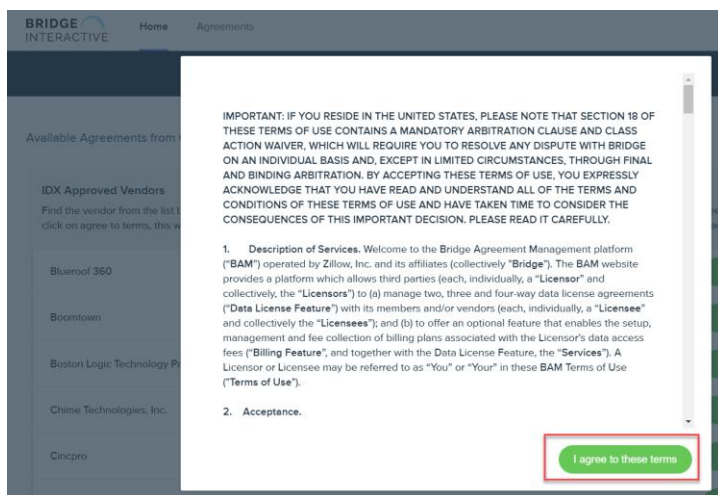 BRIDGE
INTERACTIVE
Home
Agreements
Available Agreements from
IDX Approved Vendors
Find the vendor from the list
click on agree to terms, this
Blueroof 360
Boomtown
Boston Logic Technology
Chime Technologies, Inc.
Cincpro
IMPORTANT: IF YOU RESIDE IN THE UNITED STATES, PLEASE NOTE THAT SECTION 18 OF
THESE TERMS OF USE CONTAINS A MANDATORY ARBITRATION CLAUSE AND CLASS
ACTION WAIVER, WHICH WILL REQUIRE YOU TO RESOLVE ANY DISPUTE WITH BRIDGE
ON AN INDIVIDUAL BASIS AND, EXCEPT IN LIMITED CIRCUMSTANCES, THROUGH FINAL
AND BINDING ARBITRATION. BY ACCEPTING THESE TERMS OF USE, YOU EXPRESSLY
ACKNOWLEDGE THAT YOU HAVE READ AND UNDERSTAND ALL OF THE TERMS AND
CONDITIONS OF THESE TERMS OF USE AND HAVE TAKEN TIME TO CONSIDER THE
CONSEQUENCES OF THIS IMPORTANT DECISION. PLEASE READ IT CAREFULLY.
1. Description of Services. Welcome to the Bridge Agreement Management platform
("BAM") operated by Zillow, Inc. and its affiliates (collectively "Bridge"). The BAM website
provides a platform which allows third parties (each, individually, a "Licensor" and
collectively, the "Licensors") to (a) manage two, three and four-way data license agreements
("Data License Feature") with its members and/or vendors (each, individually, a "Licensee"
and collectively the "Licensees"); and (b) to offer an optional feature that enables the setup,
management and fee collection of billing plans associated with the Licensor's data access
fees ("Billing Feature", and together with the Data License Feature, the "Services"). A
Licensor or Licensee may be referred to as "You" or "Your" in these BAM Terms of Use
("Terms of Use").
2. Acceptance.
I agree to these terms